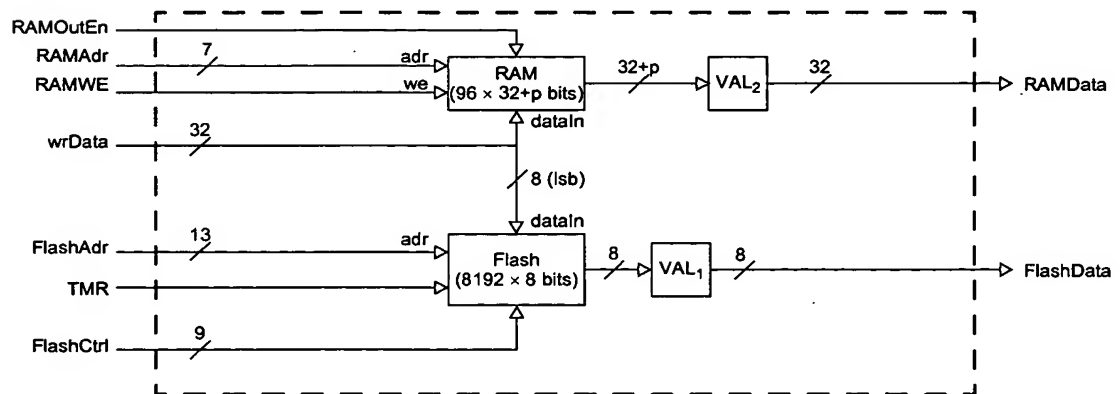 RAMOutEn
RAMAdr 7 adr
RAMWE we
RAM
(96 × 32+p bits)
32+p
VAL₂
32
RAMData
dataIn
wrData 32
8 (lsb)
dataIn
FlashAdr 13 adr
Flash
(8192 × 8 bits)
8
VAL₁
8
FlashData
TMR
FlashCtrl 9